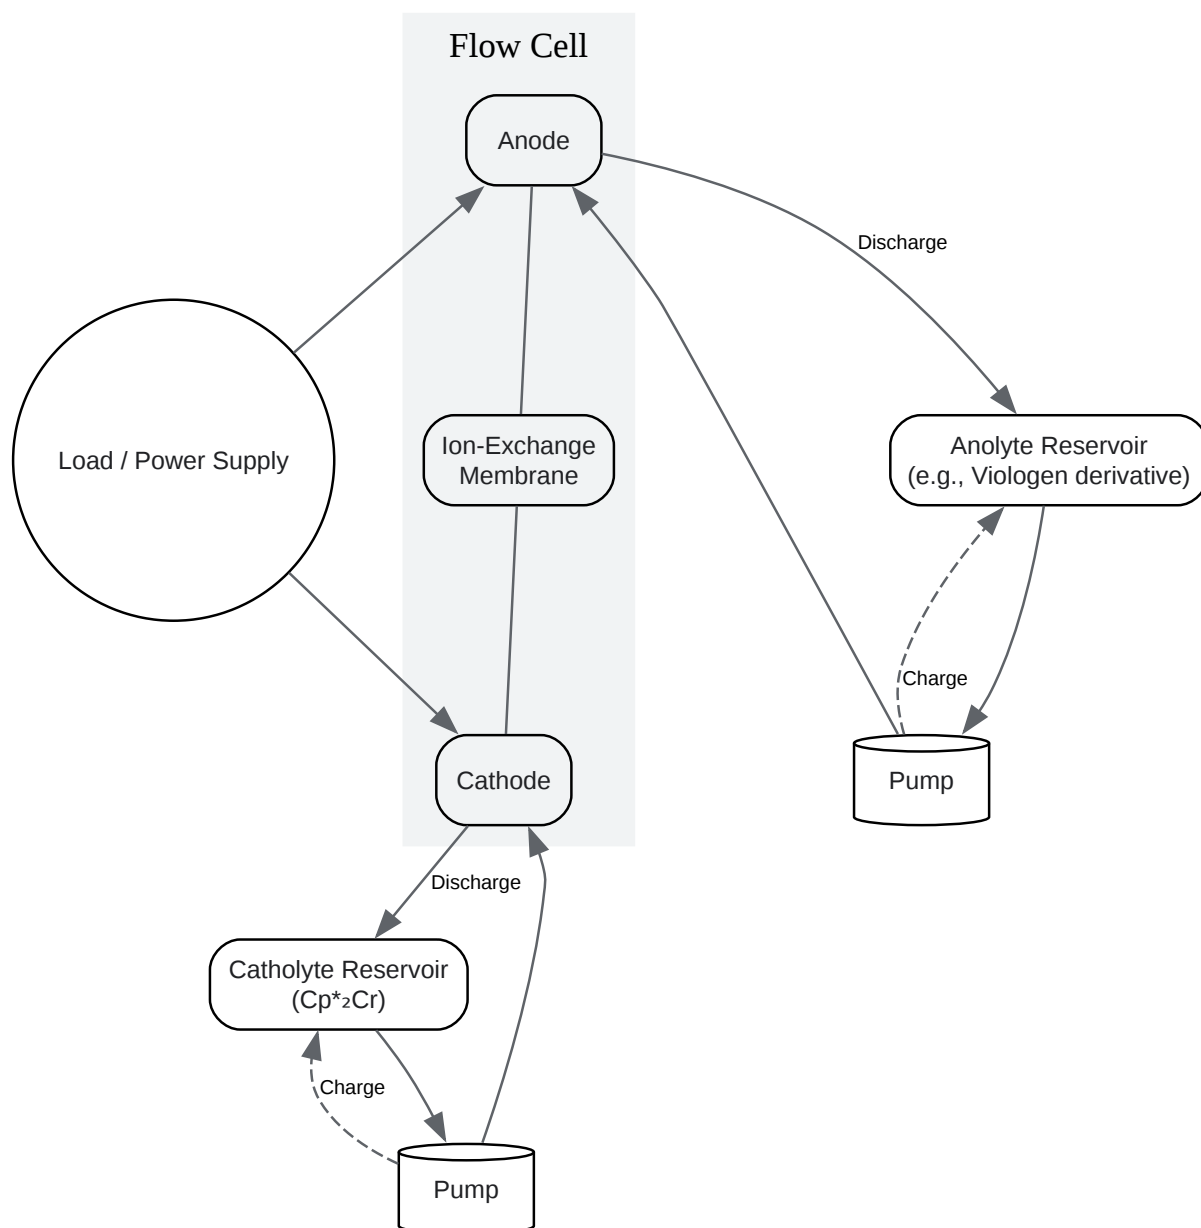 Flow Cell
Anode
Discharge
Load / Power Supply
Ion-Exchange
Membrane
Anolyte Reservoir
(e.g., Viologen derivative)
Charge
Cathode
Pump
Discharge
Catholyte Reservoir
(Cp*₂Cr)
Charge
Pump